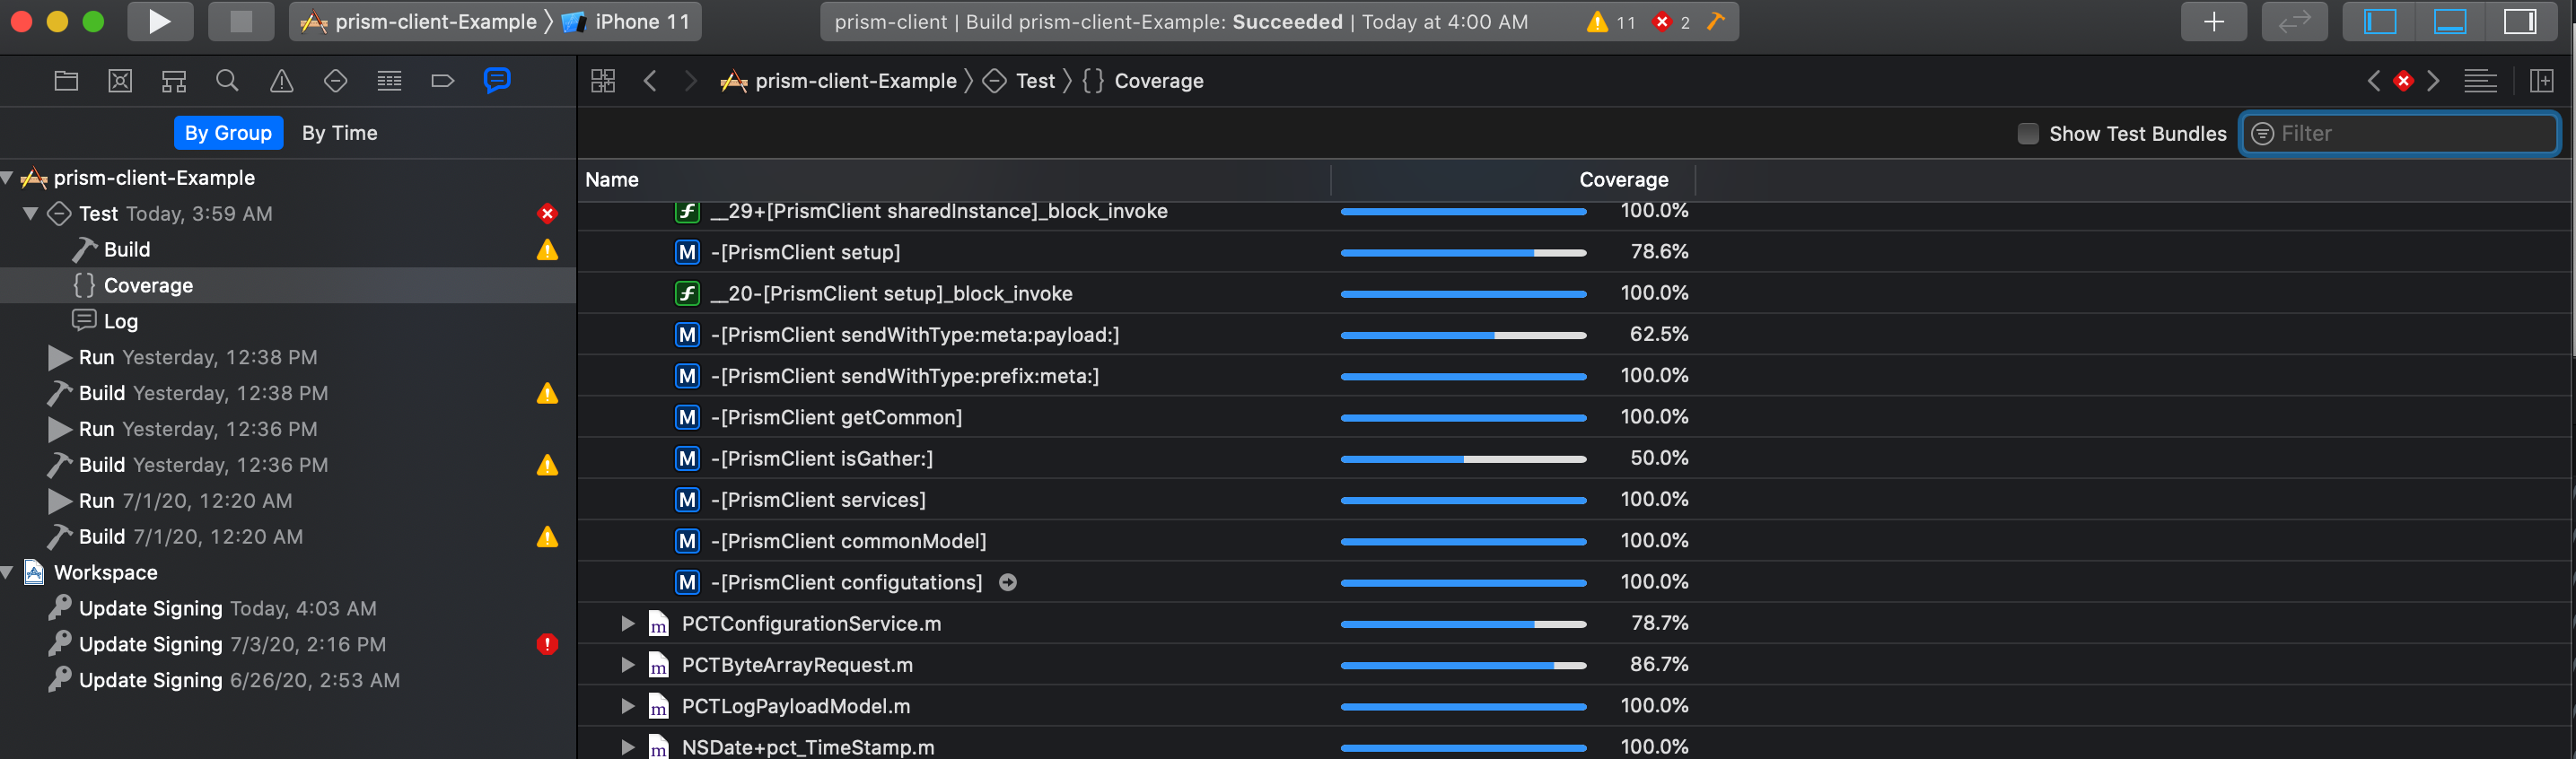 prism-client-Example 〉 iPhone 11
prism-client | Build prism-client-Example: Succeeded | Today at 4:00 AM 11 2
prism-client-Example 〉 Test 〉 {} Coverage
By Group By Time
Show Test Bundles Filter
prism-client-Example
Test Today, 3:59 AM
Build
{} Coverage
Log
Run Yesterday, 12:38 PM
Build Yesterday, 12:38 PM
Run Yesterday, 12:36 PM
Build Yesterday, 12:36 PM
Run 7/1/20, 12:20 AM
Build 7/1/20, 12:20 AM
Workspace
Update Signing Today, 4:03 AM
Update Signing 7/3/20, 2:16 PM
Update Signing 6/26/20, 2:53 AM
Name Coverage
f __29+[PrismClient sharedInstance]_block_invoke 100.0%
M -[PrismClient setup] 78.6%
f __20-[PrismClient setup]_block_invoke 100.0%
M -[PrismClient sendWithType:meta:payload:] 62.5%
M -[PrismClient sendWithType:prefix:meta:] 100.0%
M -[PrismClient getCommon] 100.0%
M -[PrismClient isGather:] 50.0%
M -[PrismClient services] 100.0%
M -[PrismClient commonModel] 100.0%
M -[PrismClient configutations] 100.0%
m PCTConfigurationService.m 78.7%
m PCTByteArrayRequest.m 86.7%
m PCTLogPayloadModel.m 100.0%
m NSDate+pct_TimeStamp.m 100.0%